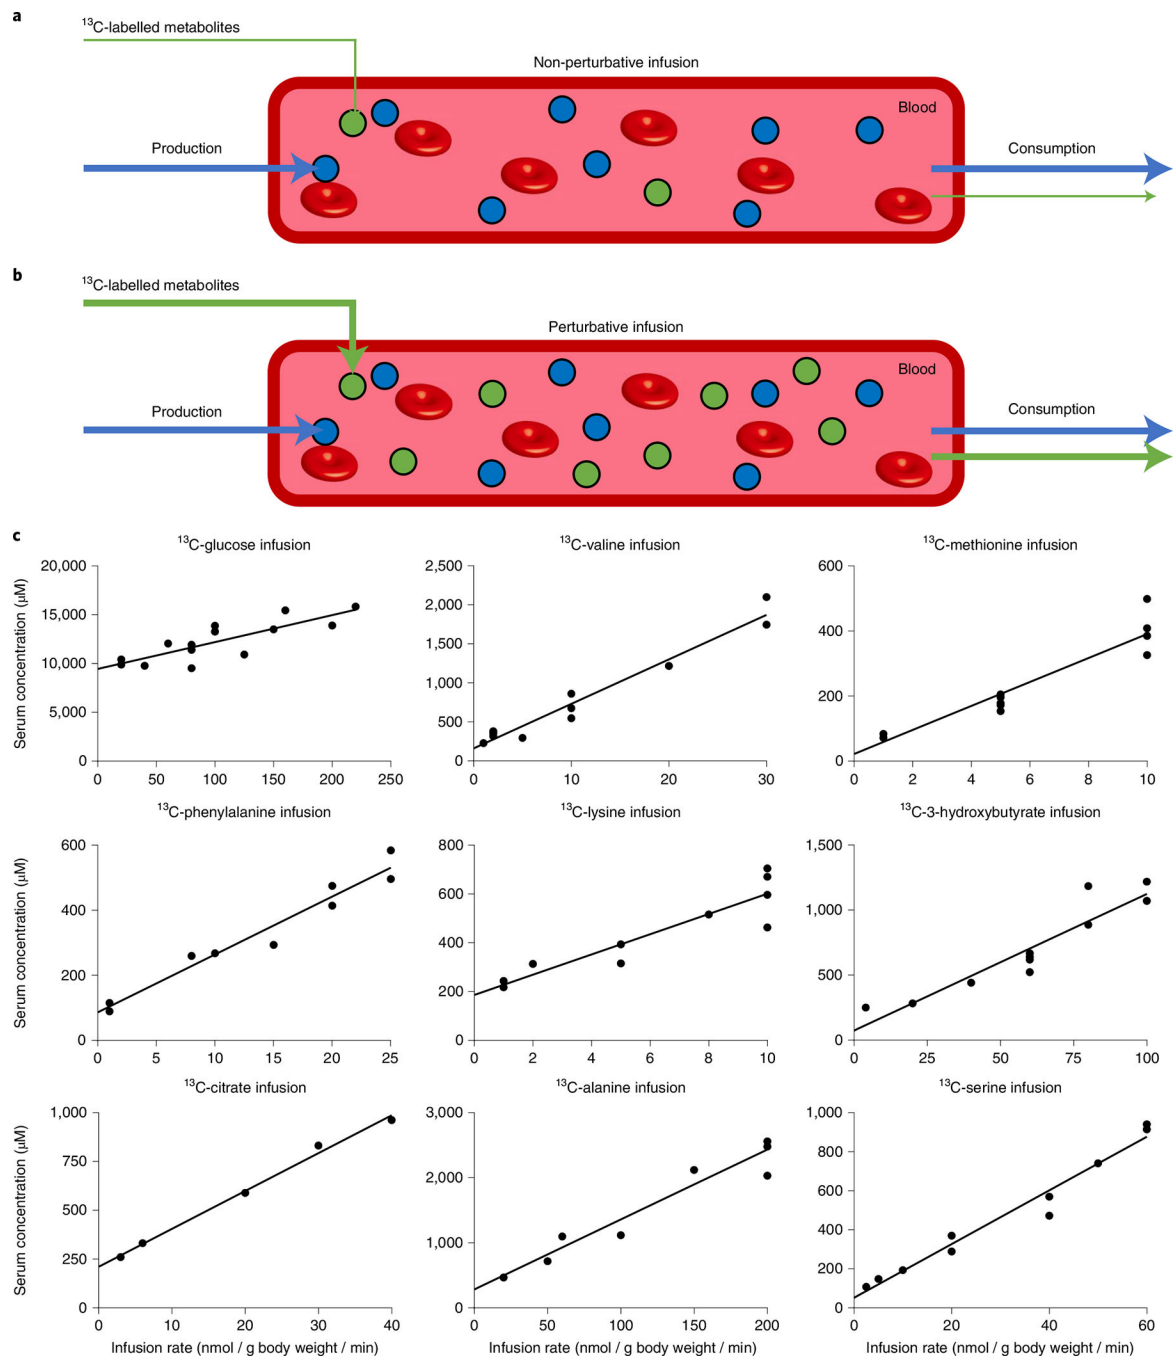 a
¹³C-labelled metabolites
Non-perturbative infusion
Blood
Production
Consumption
b
¹³C-labelled metabolites
Perturbative infusion
Blood
Production
Consumption
c
¹³C-glucose infusion
Serum concentration (μM)
20,000
15,000
10,000
5,000
0
0 50 100 150 200 250
¹³C-valine infusion
2,500
2,000
1,500
1,000
500
0
0 10 20 30
¹³C-methionine infusion
600
400
200
0
0 2 4 6 8 10
¹³C-phenylalanine infusion
Serum concentration (μM)
600
400
200
0
0 5 10 15 20 25
¹³C-lysine infusion
800
600
400
200
0
0 2 4 6 8 10
¹³C-3-hydroxybutyrate infusion
1,500
1,000
500
0
0 25 50 75 100
¹³C-citrate infusion
Serum concentration (μM)
1,000
750
500
250
0
0 10 20 30 40
Infusion rate (nmol / g body weight / min)
¹³C-alanine infusion
3,000
2,000
1,000
0
0 50 100 150 200
Infusion rate (nmol / g body weight / min)
¹³C-serine infusion
1,000
800
600
400
200
0
0 20 40 60
Infusion rate (nmol / g body weight / min)